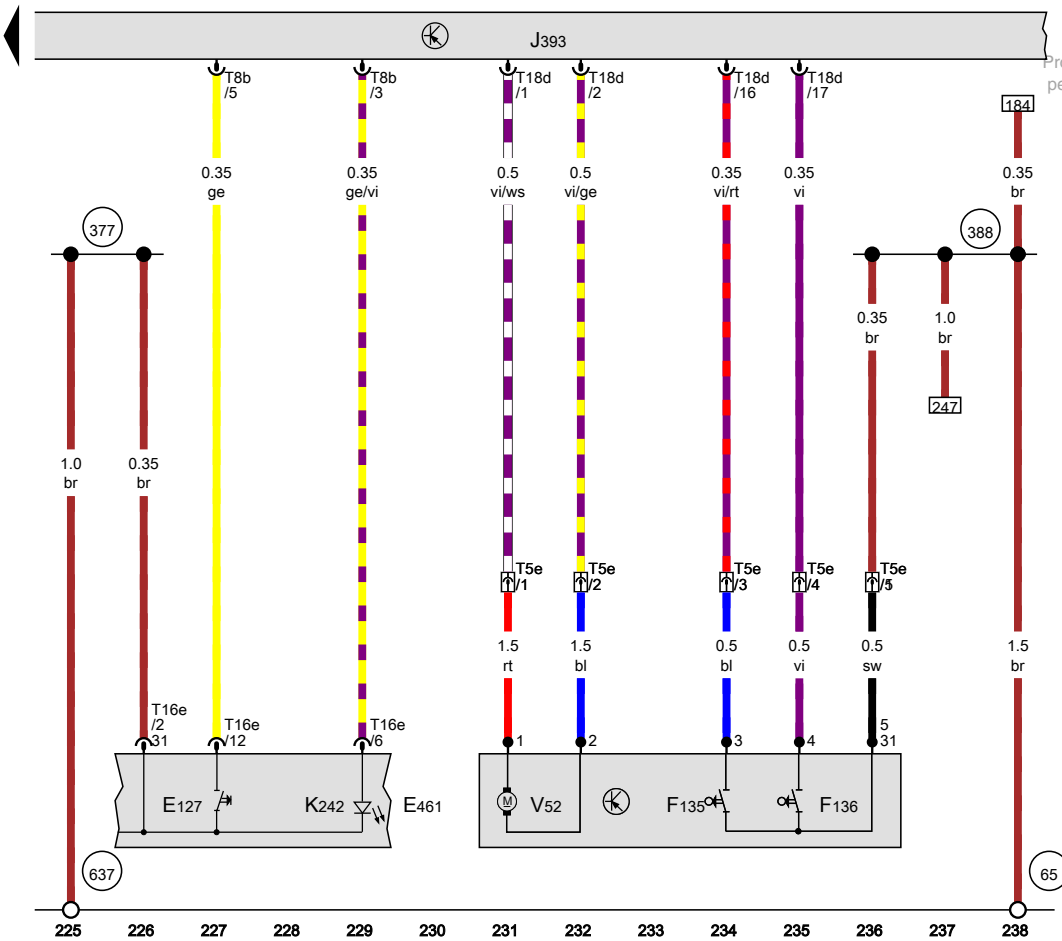 J393
T8b
/5
T8b
/3
T18d
/1
T18d
/2
T18d
/16
T18d
/17
Pro
pe
184
0.35
ge
0.35
ge/vi
0.5
vi/ws
0.5
vi/ge
0.35
vi/rt
0.35
vi
0.35
br
377
388
0.35
br
1.0
br
247
1.0
br
0.35
br
T5e
/1
T5e
/2
T5e
/3
T5e
/4
T5e
/5
1.5
rt
1.5
bl
0.5
bl
0.5
vi
0.5
sw
1.5
br
T16e
/2
31
T16e
/12
T16e
/6
1
2
3
4
5
31
E127
K242
E461
M
V52
F135
F136
637
65
225 226 227 228 229 230 231 232 233 234 235 236 237 238